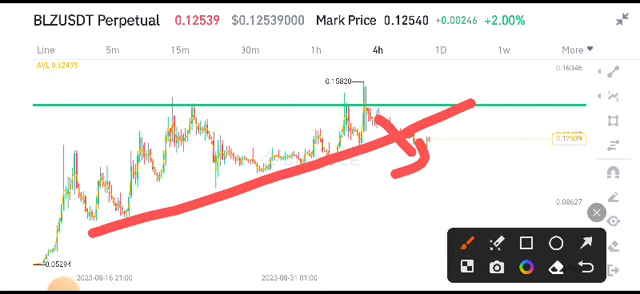 BLZUSDT Perpetual 0.12539 $0.12539000 Mark Price 0.12540 +0.00246 +2.00%
Line 5m 15m 30m 1h 4h 1D 1w More
AVL 0.12435
0.16346
0.15820
0.12539
0.08627
0.05294
2023-08-16 21:00 2023-08-31 01:00